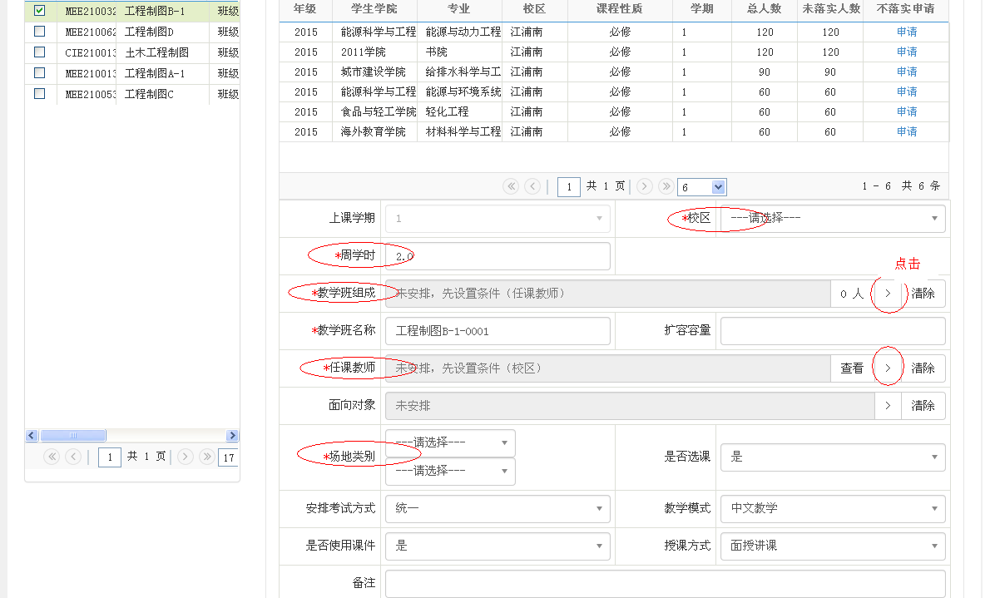 MEE210032 工程制图B-1 班级
MEE210062 工程制图D 班级
CIE210013 土木工程制图 班级
MEE210013 工程制图A-1 班级
MEE210053 工程制图C 班级
1 共 1 页 17
年级 学生学院 专业 校区 课程性质 学期 总人数 未落实人数 不落实申请
2015 能源科学与工程 能源与动力工程 江浦南 必修 1 120 120 申请
2015 2011学院 书院 江浦南 必修 1 120 120 申请
2015 城市建设学院 给排水科学与工 江浦南 必修 1 90 90 申请
2015 能源科学与工程 能源与环境系统 江浦南 必修 1 60 60 申请
2015 食品与轻工学院 轻化工程 江浦南 必修 1 60 60 申请
2015 海外教育学院 材料科学与工程 江浦南 必修 1 60 60 申请
1 共 1 页 6 1 - 6 共 6 条
上课学期 1 *校区 ---请选择---
*周学时 2.0
点击
*教学班组成 未安排，先设置条件（任课教师） 0 人 > 清除
*教学班名称 工程制图B-1-0001 扩容容量
*任课教师 未安排，先设置条件（校区） 查看 > 清除
面向对象 未安排 > 清除
*场地类别 ---请选择--- 是否选课 是
---请选择---
安排考试方式 统一 教学模式 中文教学
是否使用课件 是 授课方式 面授讲课
备注